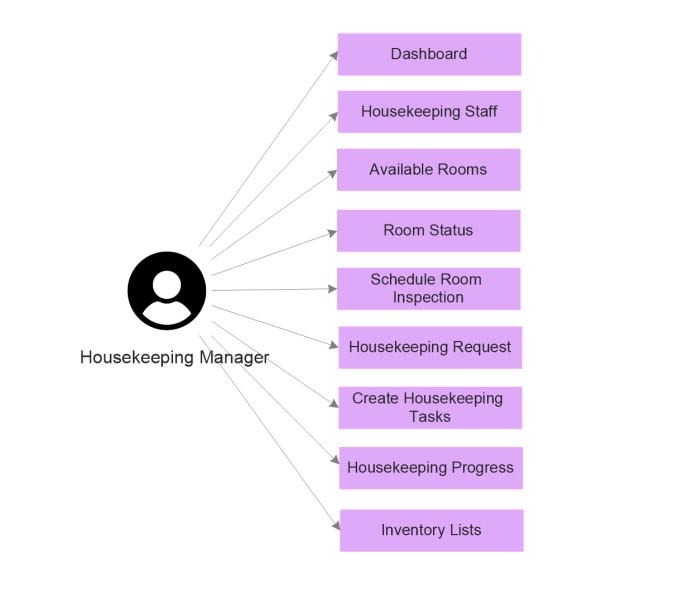 Dashboard
Housekeeping Staff
Available Rooms
Room Status
Schedule Room
Inspection
Housekeeping Manager
Housekeeping Request
Create Housekeeping
Tasks
Housekeeping Progress
Inventory Lists